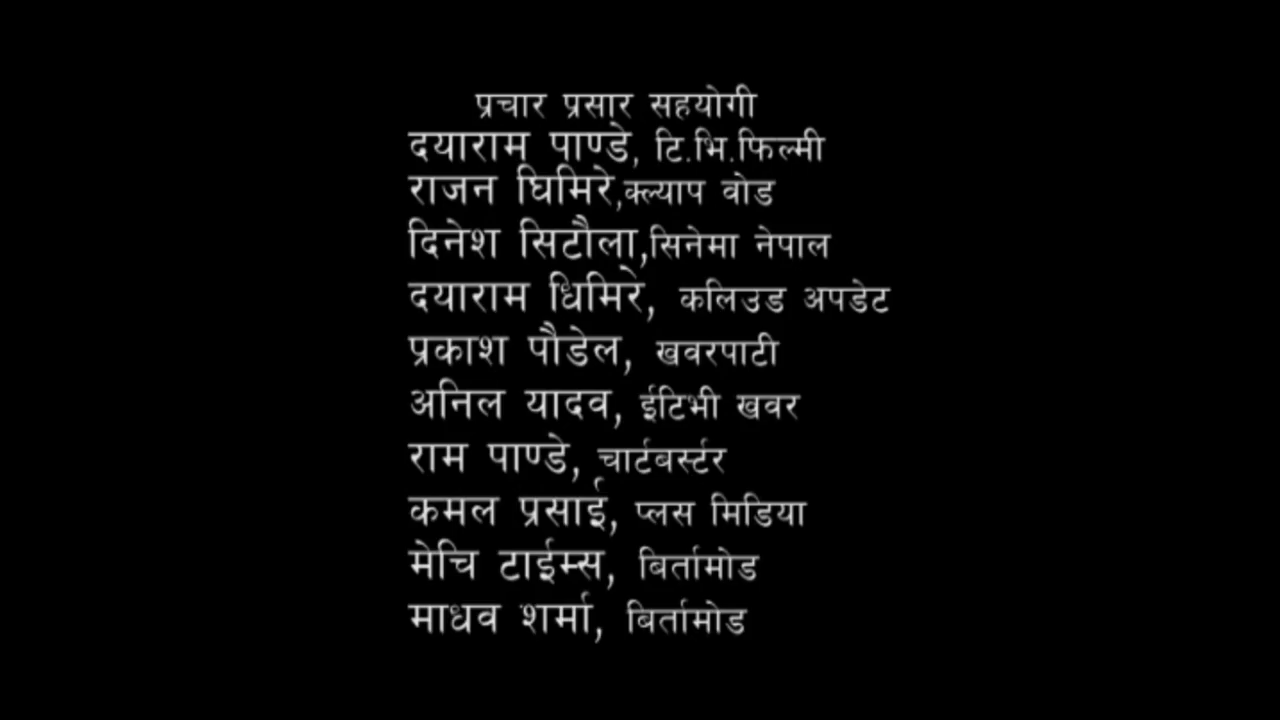 प्रचार प्रसार सहयोगी
दयाराम पाण्डे, टि.भि.फिल्मी
राजन घिमिरे,क्ल्याप वोड
दिनेश सिटौला,सिनेमा नेपाल
दयाराम धिमिरे, कलिउड अपडेट
प्रकाश पौडेल, खवरपाटी
अनिल यादव, ईटिभी खवर
राम पाण्डे, चार्टबर्स्टर
कमल प्रसाई, प्लस मिडिया
मेचि टाईम्स, बिर्तामोड
माधव शर्मा, बिर्तामोड